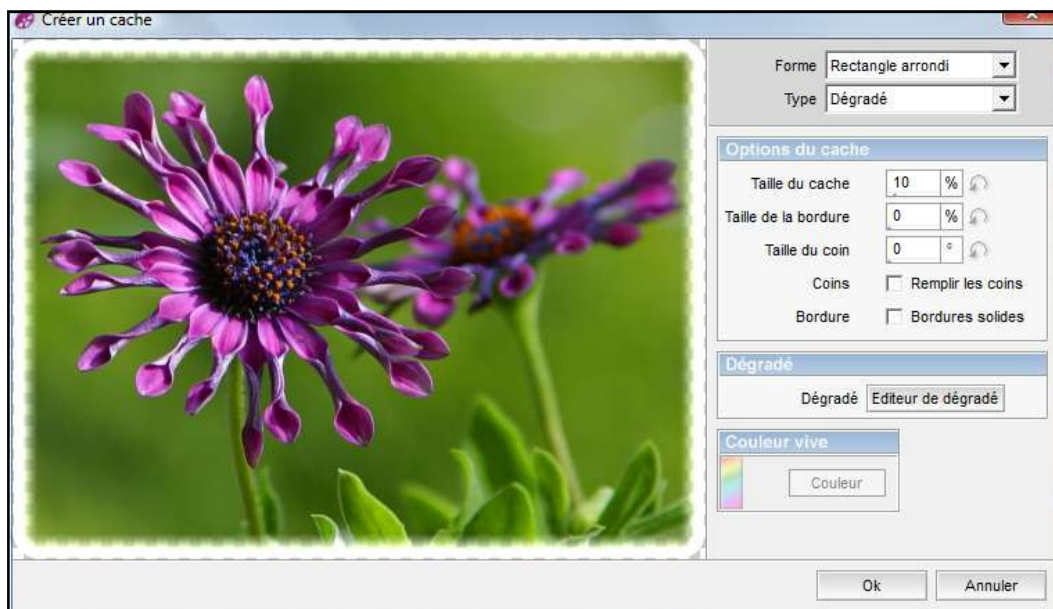 Créer un cache
Forme Rectangle arrondi
Type Dégradé
Options du cache
Taille du cache 10 %
Taille de la bordure 0 %
Taille du coin 0 °
Coins Remplir les coins
Bordure Bordures solides
Dégradé
Dégradé Editeur de dégradé
Couleur vive
Couleur
Ok Annuler